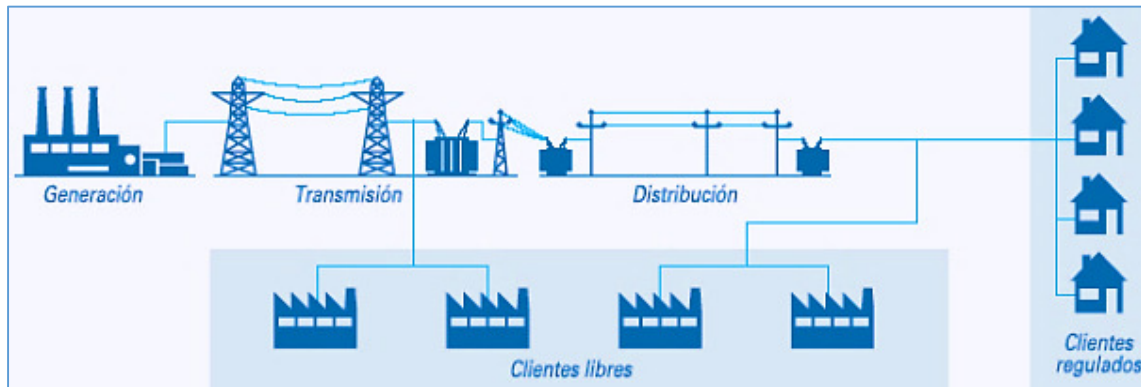 Generación
Transmisión
Distribución
Clientes libres
Clientes
regulados